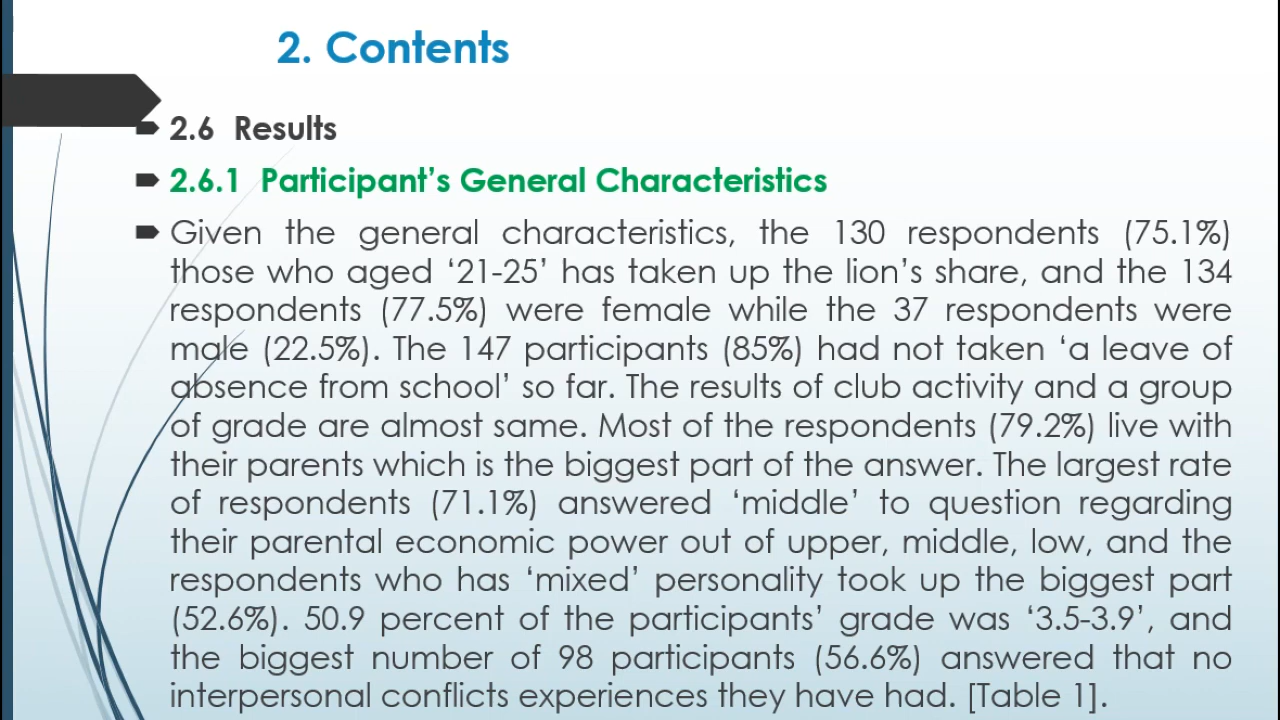 2. Contents
2.6 Results
2.6.1 Participant's General Characteristics
Given the general characteristics, the 130 respondents (75.1%)
those who aged ‘21-25’ has taken up the lion’s share, and the 134
respondents (77.5%) were female while the 37 respondents were
male (22.5%). The 147 participants (85%) had not taken ‘a leave of
absence from school’ so far. The results of club activity and a group
of grade are almost same. Most of the respondents (79.2%) live with
their parents which is the biggest part of the answer. The largest rate
of respondents (71.1%) answered ‘middle’ to question regarding
their parental economic power out of upper, middle, low, and the
respondents who has ‘mixed’ personality took up the biggest part
(52.6%). 50.9 percent of the participants’ grade was ‘3.5-3.9’, and
the biggest number of 98 participants (56.6%) answered that no
interpersonal conflicts experiences they have had. [Table 1].